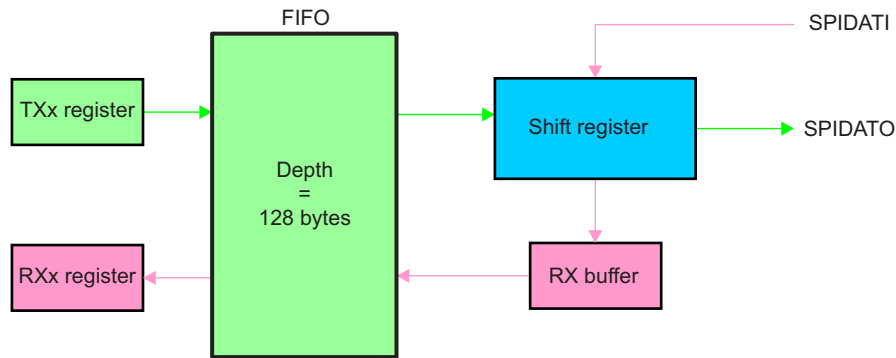 FIFO
SPIDATI
TXx register
Shift register
SPIDATO
Depth
=
128 bytes
RXx register
RX buffer